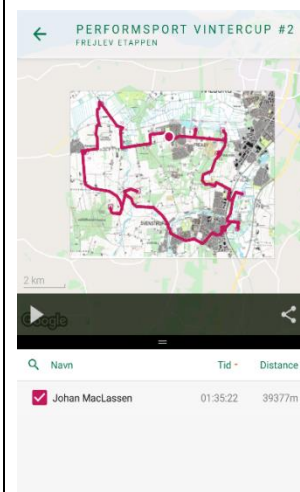 PERFORMSPORT VINTERCUP #2
FREJLEV ETAPPEN
2 km
Google
Navn Tid Distance
Johan MacLassen 01:35:22 39377m